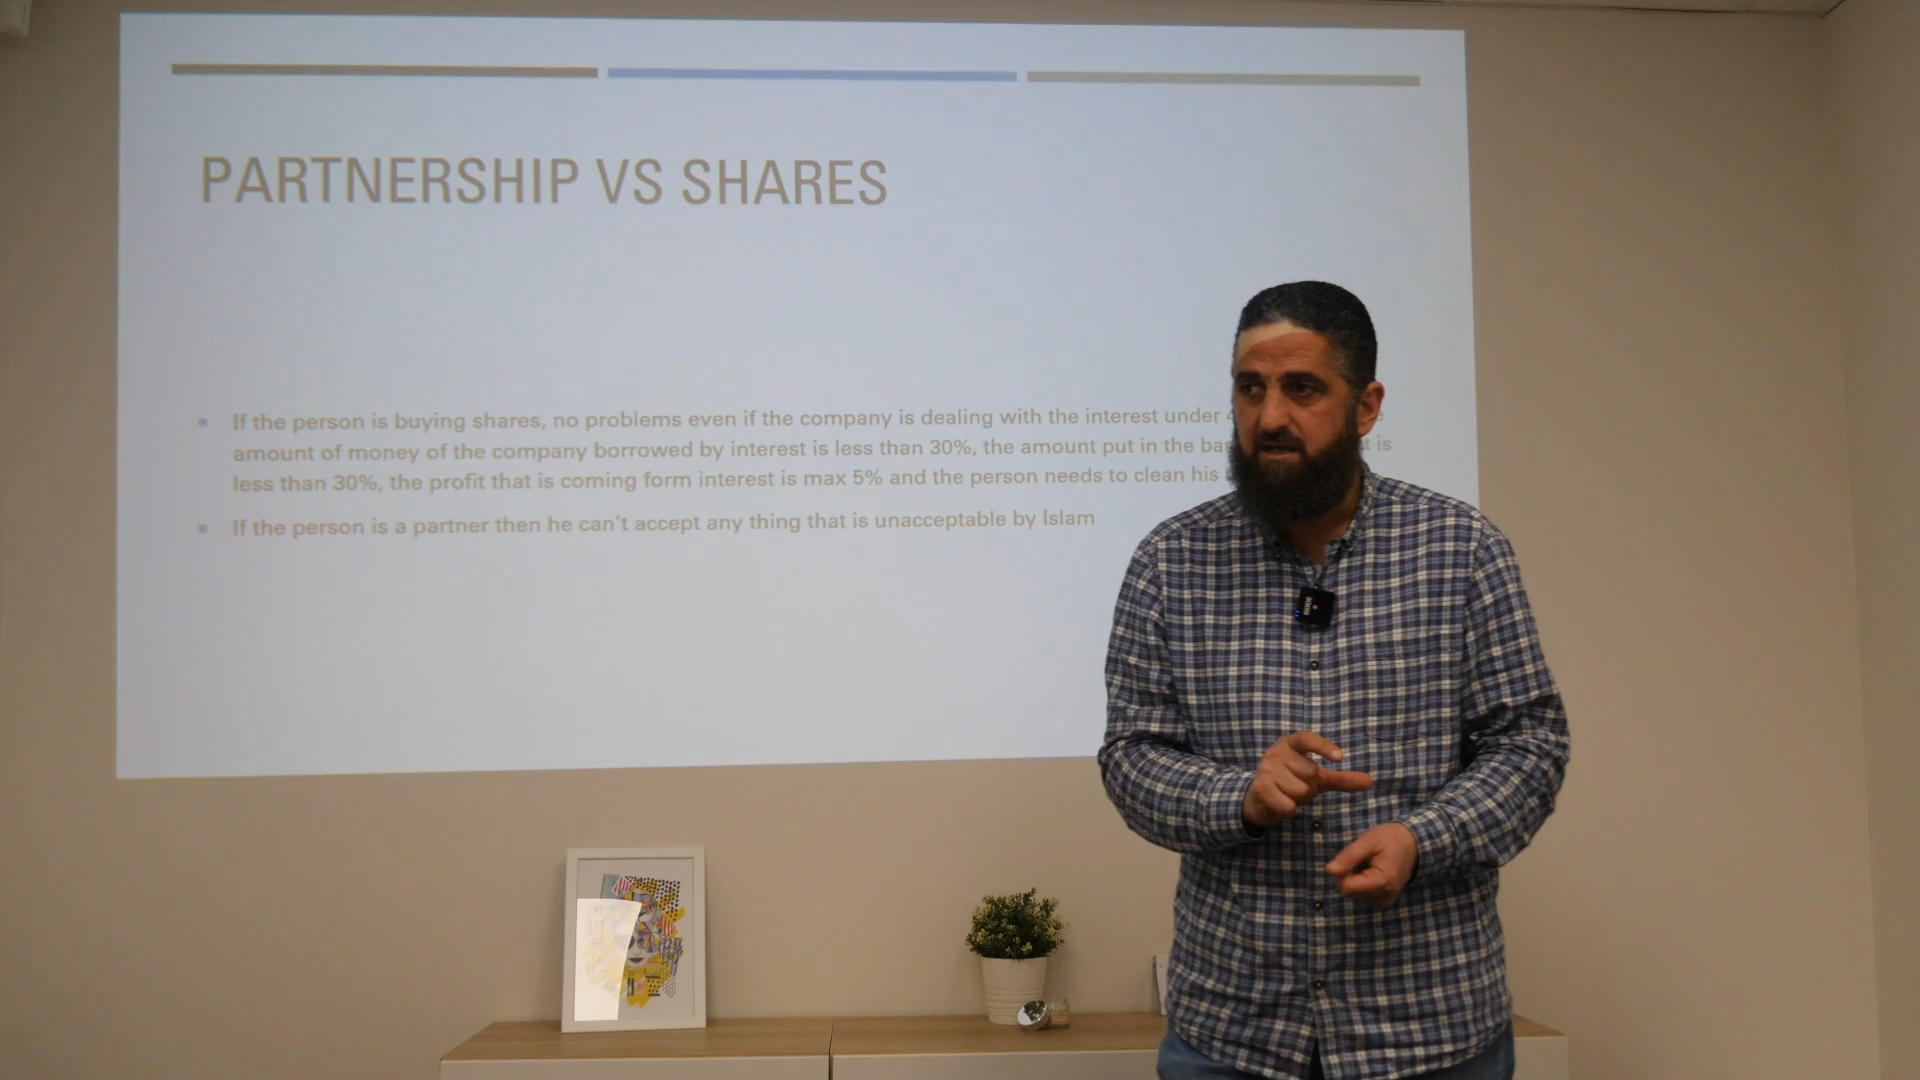 PARTNERSHIP VS SHARES
If the person is buying shares, no problems even if the company is dealing with the interest under
amount of money of the company borrowed by interest is less than 30%, the amount put in the is
less than 30%, the profit that is coming form interest is max 5% and the person needs to clean his
If the person is a partner then he can't accept any thing that is unacceptable by Islam
RODE